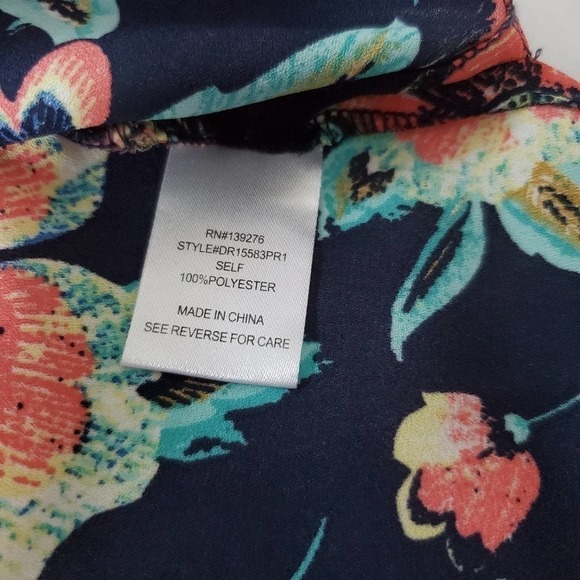 RN#139276
STYLE#DR15583PR1
SELF
100%POLYESTER
MADE IN CHINA
SEE REVERSE FOR CARE